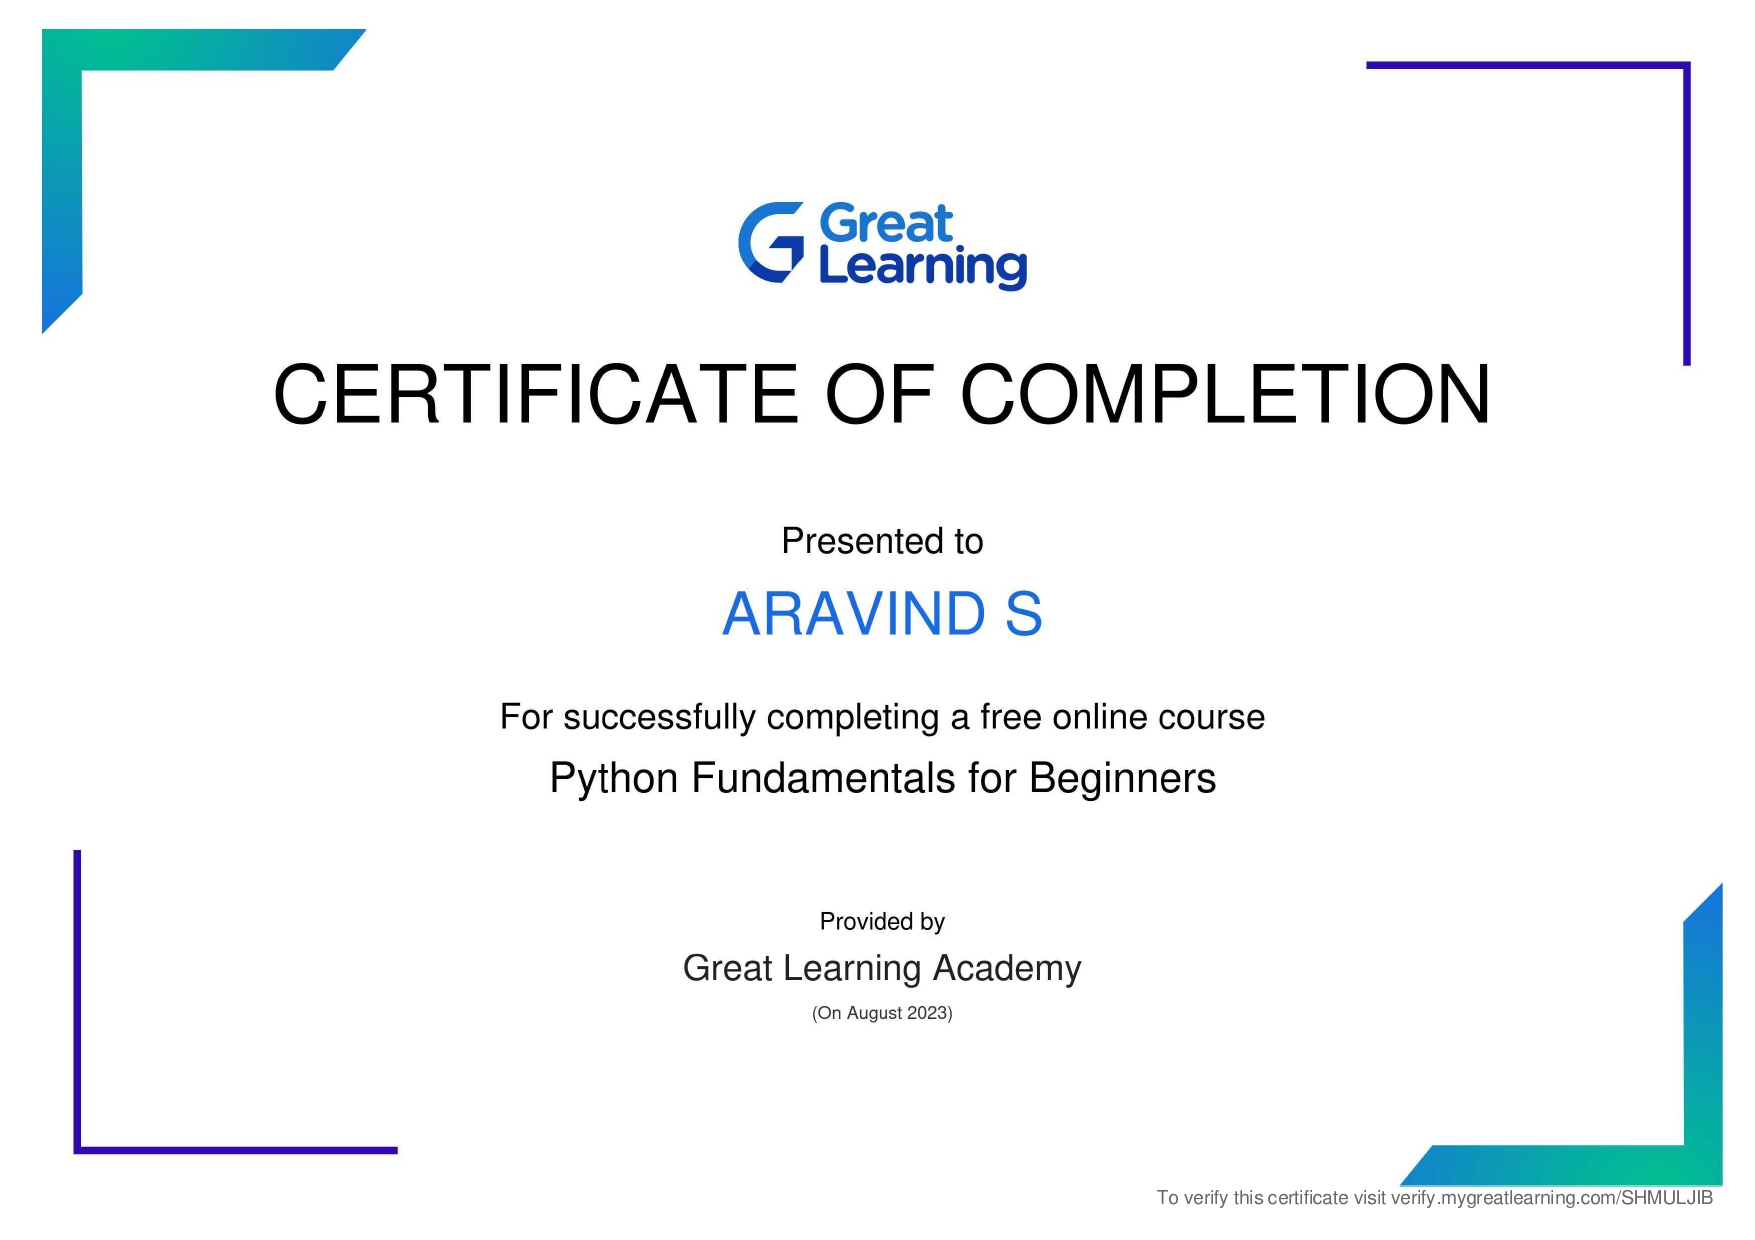 Great
Learning
CERTIFICATE OF COMPLETION
Presented to
ARAVIND S
For successfully completing a free online course
Python Fundamentals for Beginners
Provided by
Great Learning Academy
(On August 2023)
To verify this certificate visit verify.mygreatlearning.com/SHMULJIB